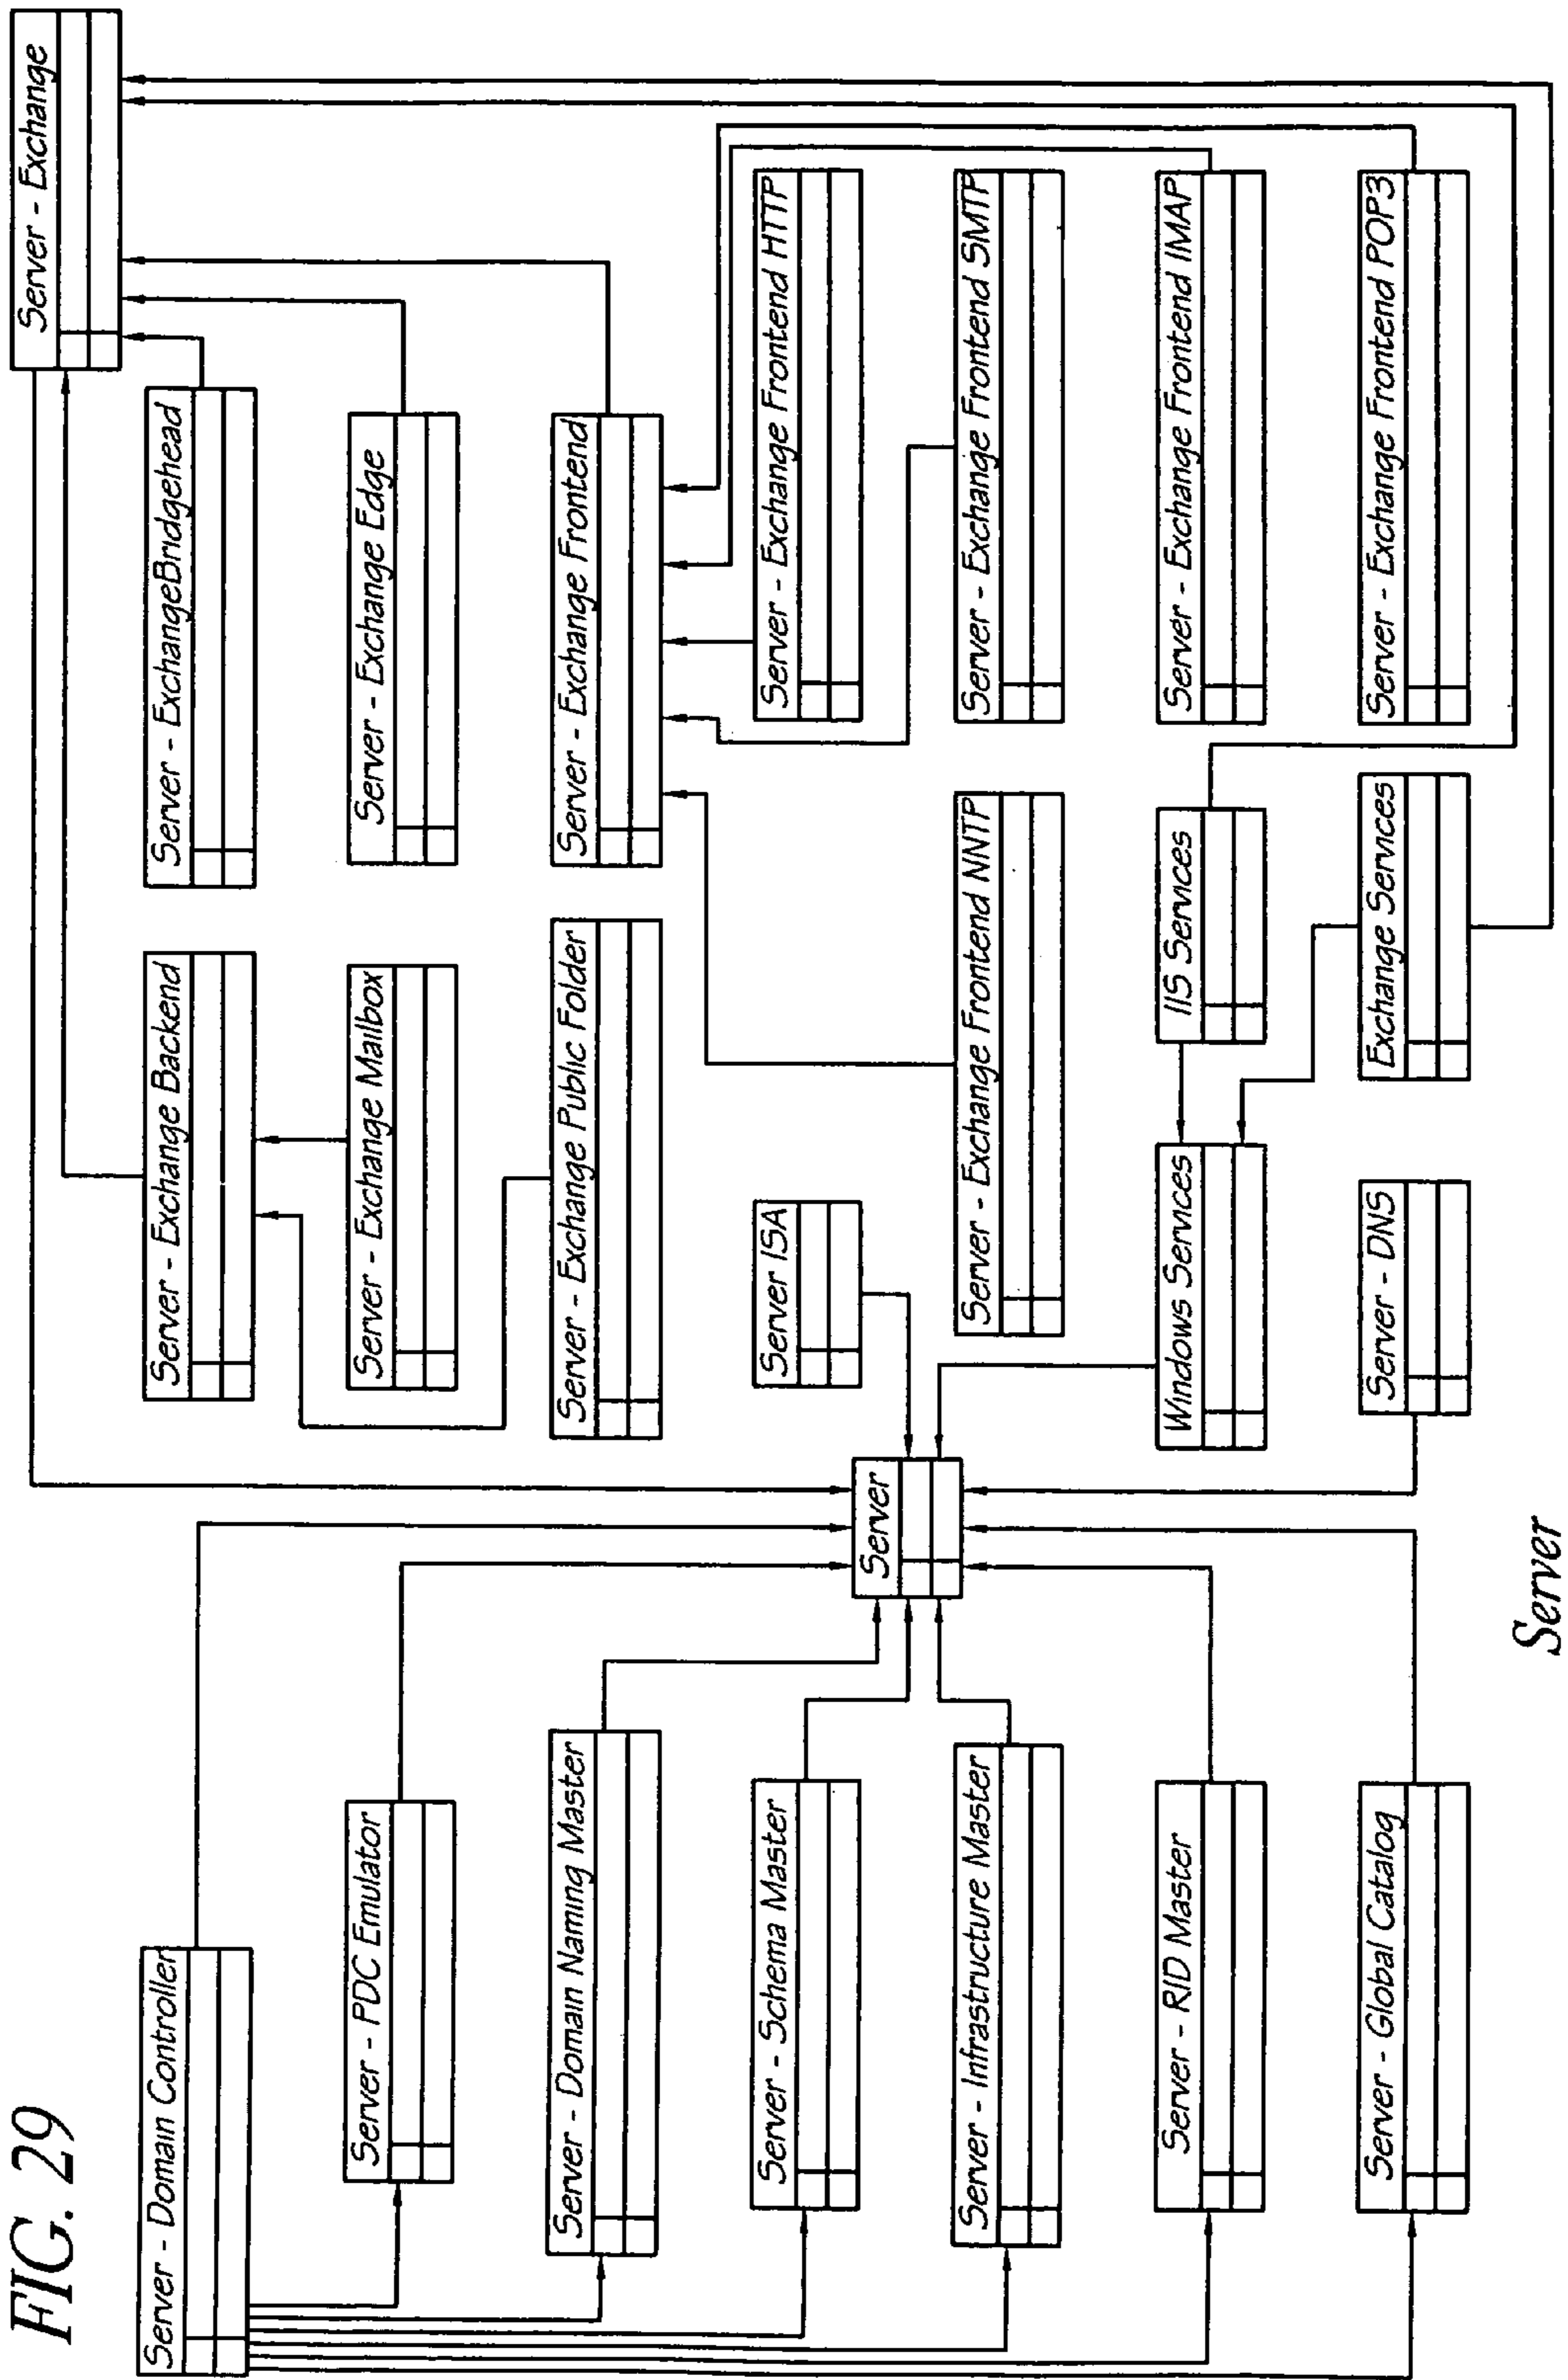 FIG. 29
Server - Domain Controller
Server - Exchange Backend
Server - ExchangeBridgehead
Server - Exchange
Server - PDC Emulator
Server - Exchange Mailbox
Server - Exchange Edge
Server - Domain Naming Master
Server - Exchange Public Folder
Server - Exchange Frontend
Server - Schema Master
Server ISA
Server - Exchange Frontend HTTP
Server
Server - Infrastructure Master
Server - Exchange Frontend NNTP
Server - Exchange Frontend SMTP
Server - RID Master
Windows Services
IIS Services
Server - Exchange Frontend IMAP
Server - Global Catalog
Server - DNS
Exchange Services
Server - Exchange Frontend POP3
Server